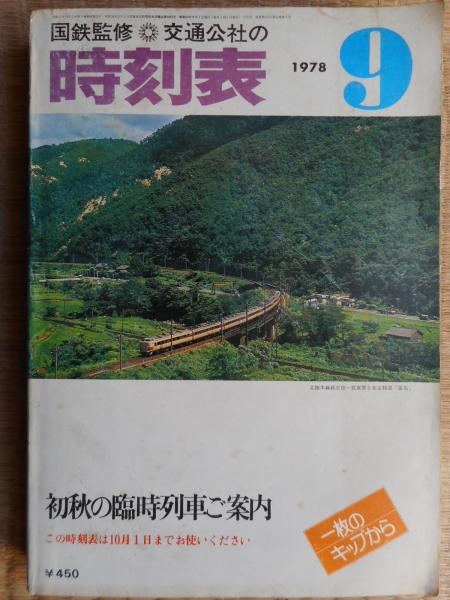 国鉄監修 交通公社の
時刻表
1978
9
初秋の臨時列車ご案内
この時刻表は10月1日までお使いください
一枚の
キップから
¥450